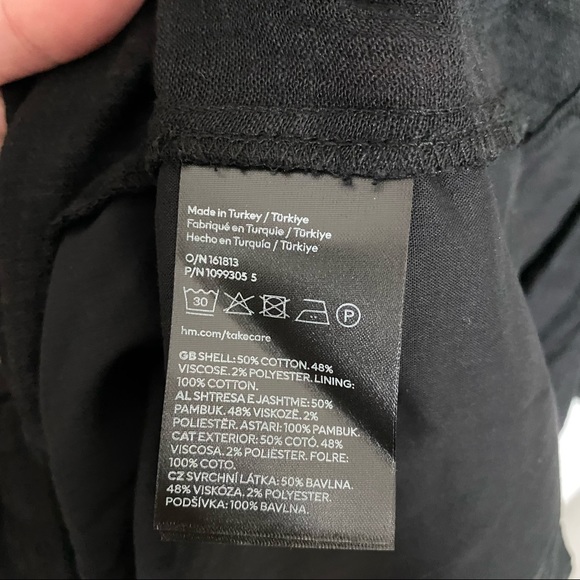 Made in Turkey / Türkiye
Fabriqué en Turquie / Türkiye
Hecho en Turquía / Türkiye
O/N 161813
P/N 1099305 5
30 P
hm.com/takecare
GB SHELL: 50% COTTON. 48%
VISCOSE. 2% POLYESTER. LINING:
100% COTTON.
AL SHTRESA E JASHTME: 50%
PAMBUK. 48% VISKOZË. 2%
POLIESTËR. ASTARI: 100% PAMBUK.
CAT EXTERIOR: 50% COTÓ. 48%
VISCOSA. 2% POLIÈSTER. FOLRE:
100% COTÓ.
CZ SVRCHNÍ LÁTKA: 50% BAVLNA.
48% VISKÓZA. 2% POLYESTER.
PODŠÍVKA: 100% BAVLNA.